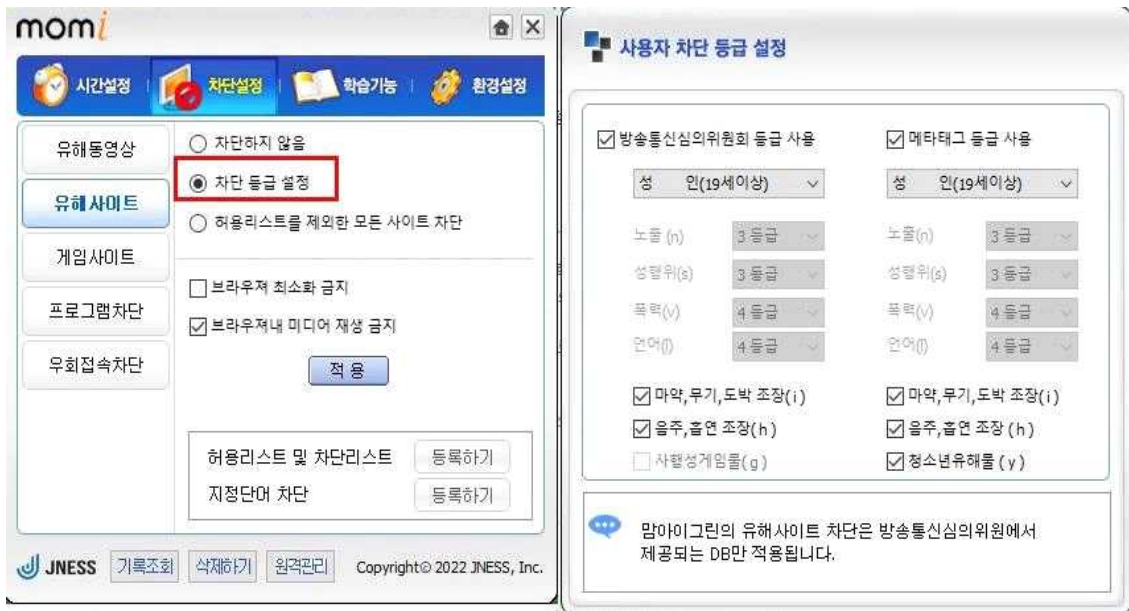 momi
시간설정
차단설정
학습기능
환경설정
유해동영상
유해사이트
게임사이트
프로그램차단
우회접속차단
차단하지 않음
차단 등급 설정
허용리스트를 제외한 모든 사이트 차단
브라우져 최소화 금지
브라우져내 미디어 재생 금지
적 용
허용리스트 및 차단리스트 등록하기
지정단어 차단 등록하기
JNESS 기록조회 삭제하기 원격관리 Copyright© 2022 JNESS, Inc.
사용자 차단 등급 설정
방송통신심의위원회 등급 사용
성 인(19세이상)
노출 (n) 3 등급
성행위(s) 3 등급
폭력(v) 4 등급
언어(l) 4 등급
마약,무기,도박 조장(i)
음주,흡연 조장(h)
사행성게임물(g)
메타태그 등급 사용
성 인(19세이상)
노출(n) 3 등급
성행위(s) 3 등급
폭력(v) 4 등급
언어(l) 4 등급
마약,무기,도박 조장(i)
음주,흡연 조장 (h)
청소년유해물 (y)
맘아이그린의 유해사이트 차단은 방송통신심의위원에서
제공되는 DB만 적용됩니다.